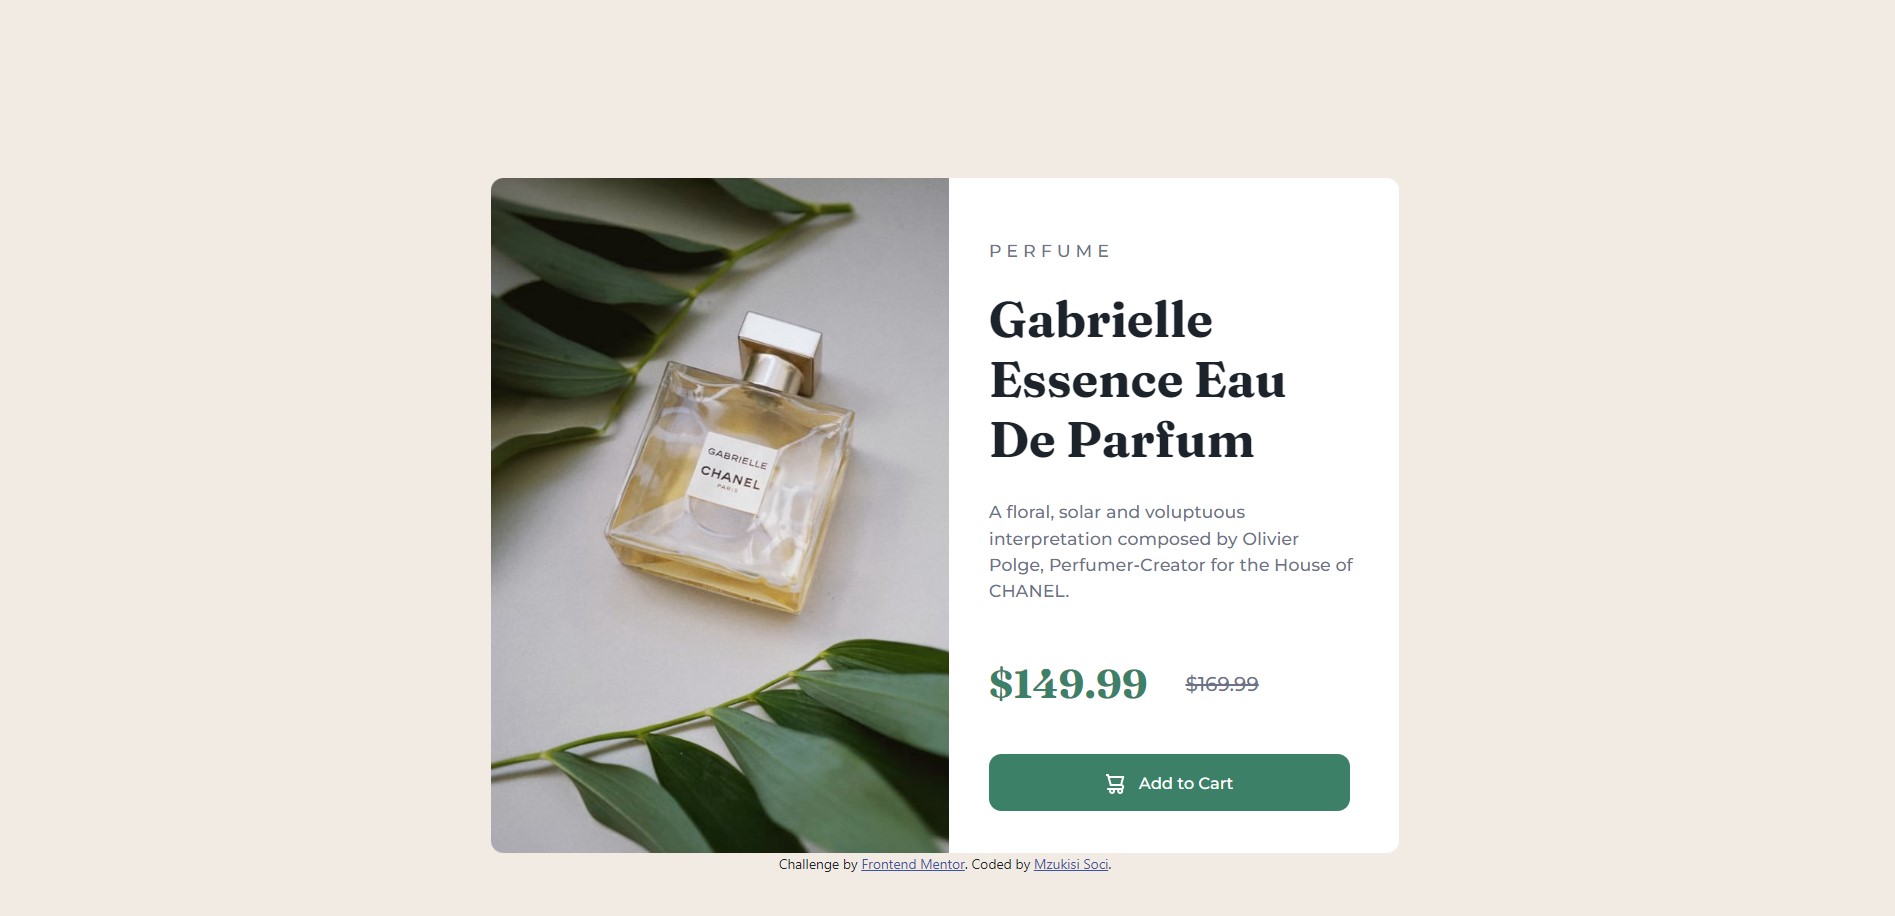 GABRIELLE
CHANEL
PARIS
PERFUME
Gabrielle
Essence Eau
De Parfum
A floral, solar and voluptuous
interpretation composed by Olivier
Polge, Perfumer-Creator for the House of
CHANEL.
$149.99 $169.99
Add to Cart
Challenge by Frontend Mentor. Coded by Mzukisi Soci.